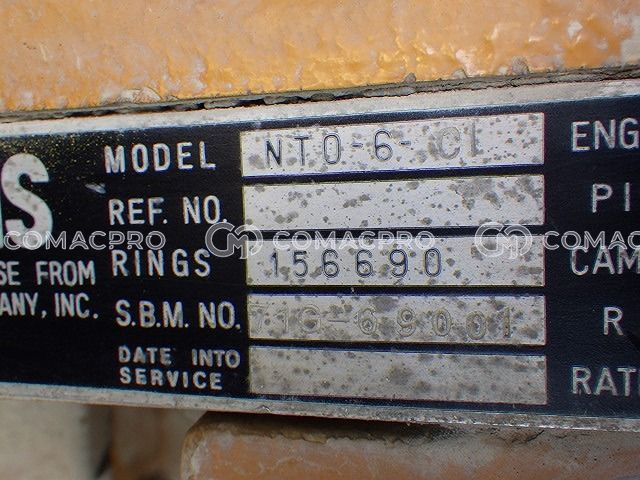 MODEL NTO-6-CI ENG
REF. NO. PI
COMACPRO COMACPRO COMACPRO
SE FROM RINGS 156690 CAM
ANY, INC. S.B.M. NO. R
DATE INTO
SERVICE RAT